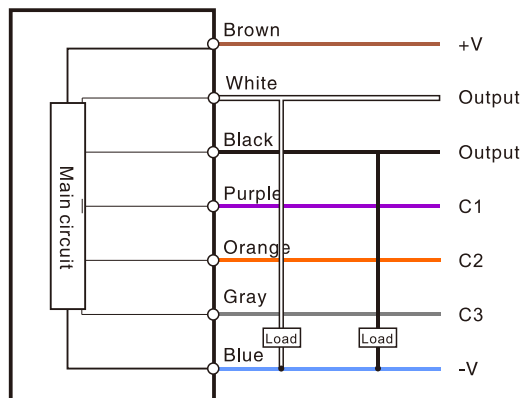 Brown
+V
White
Output
Black
Output
Main circuit
Purple
C1
Orange
C2
Gray
C3
Load
Load
Blue
-V